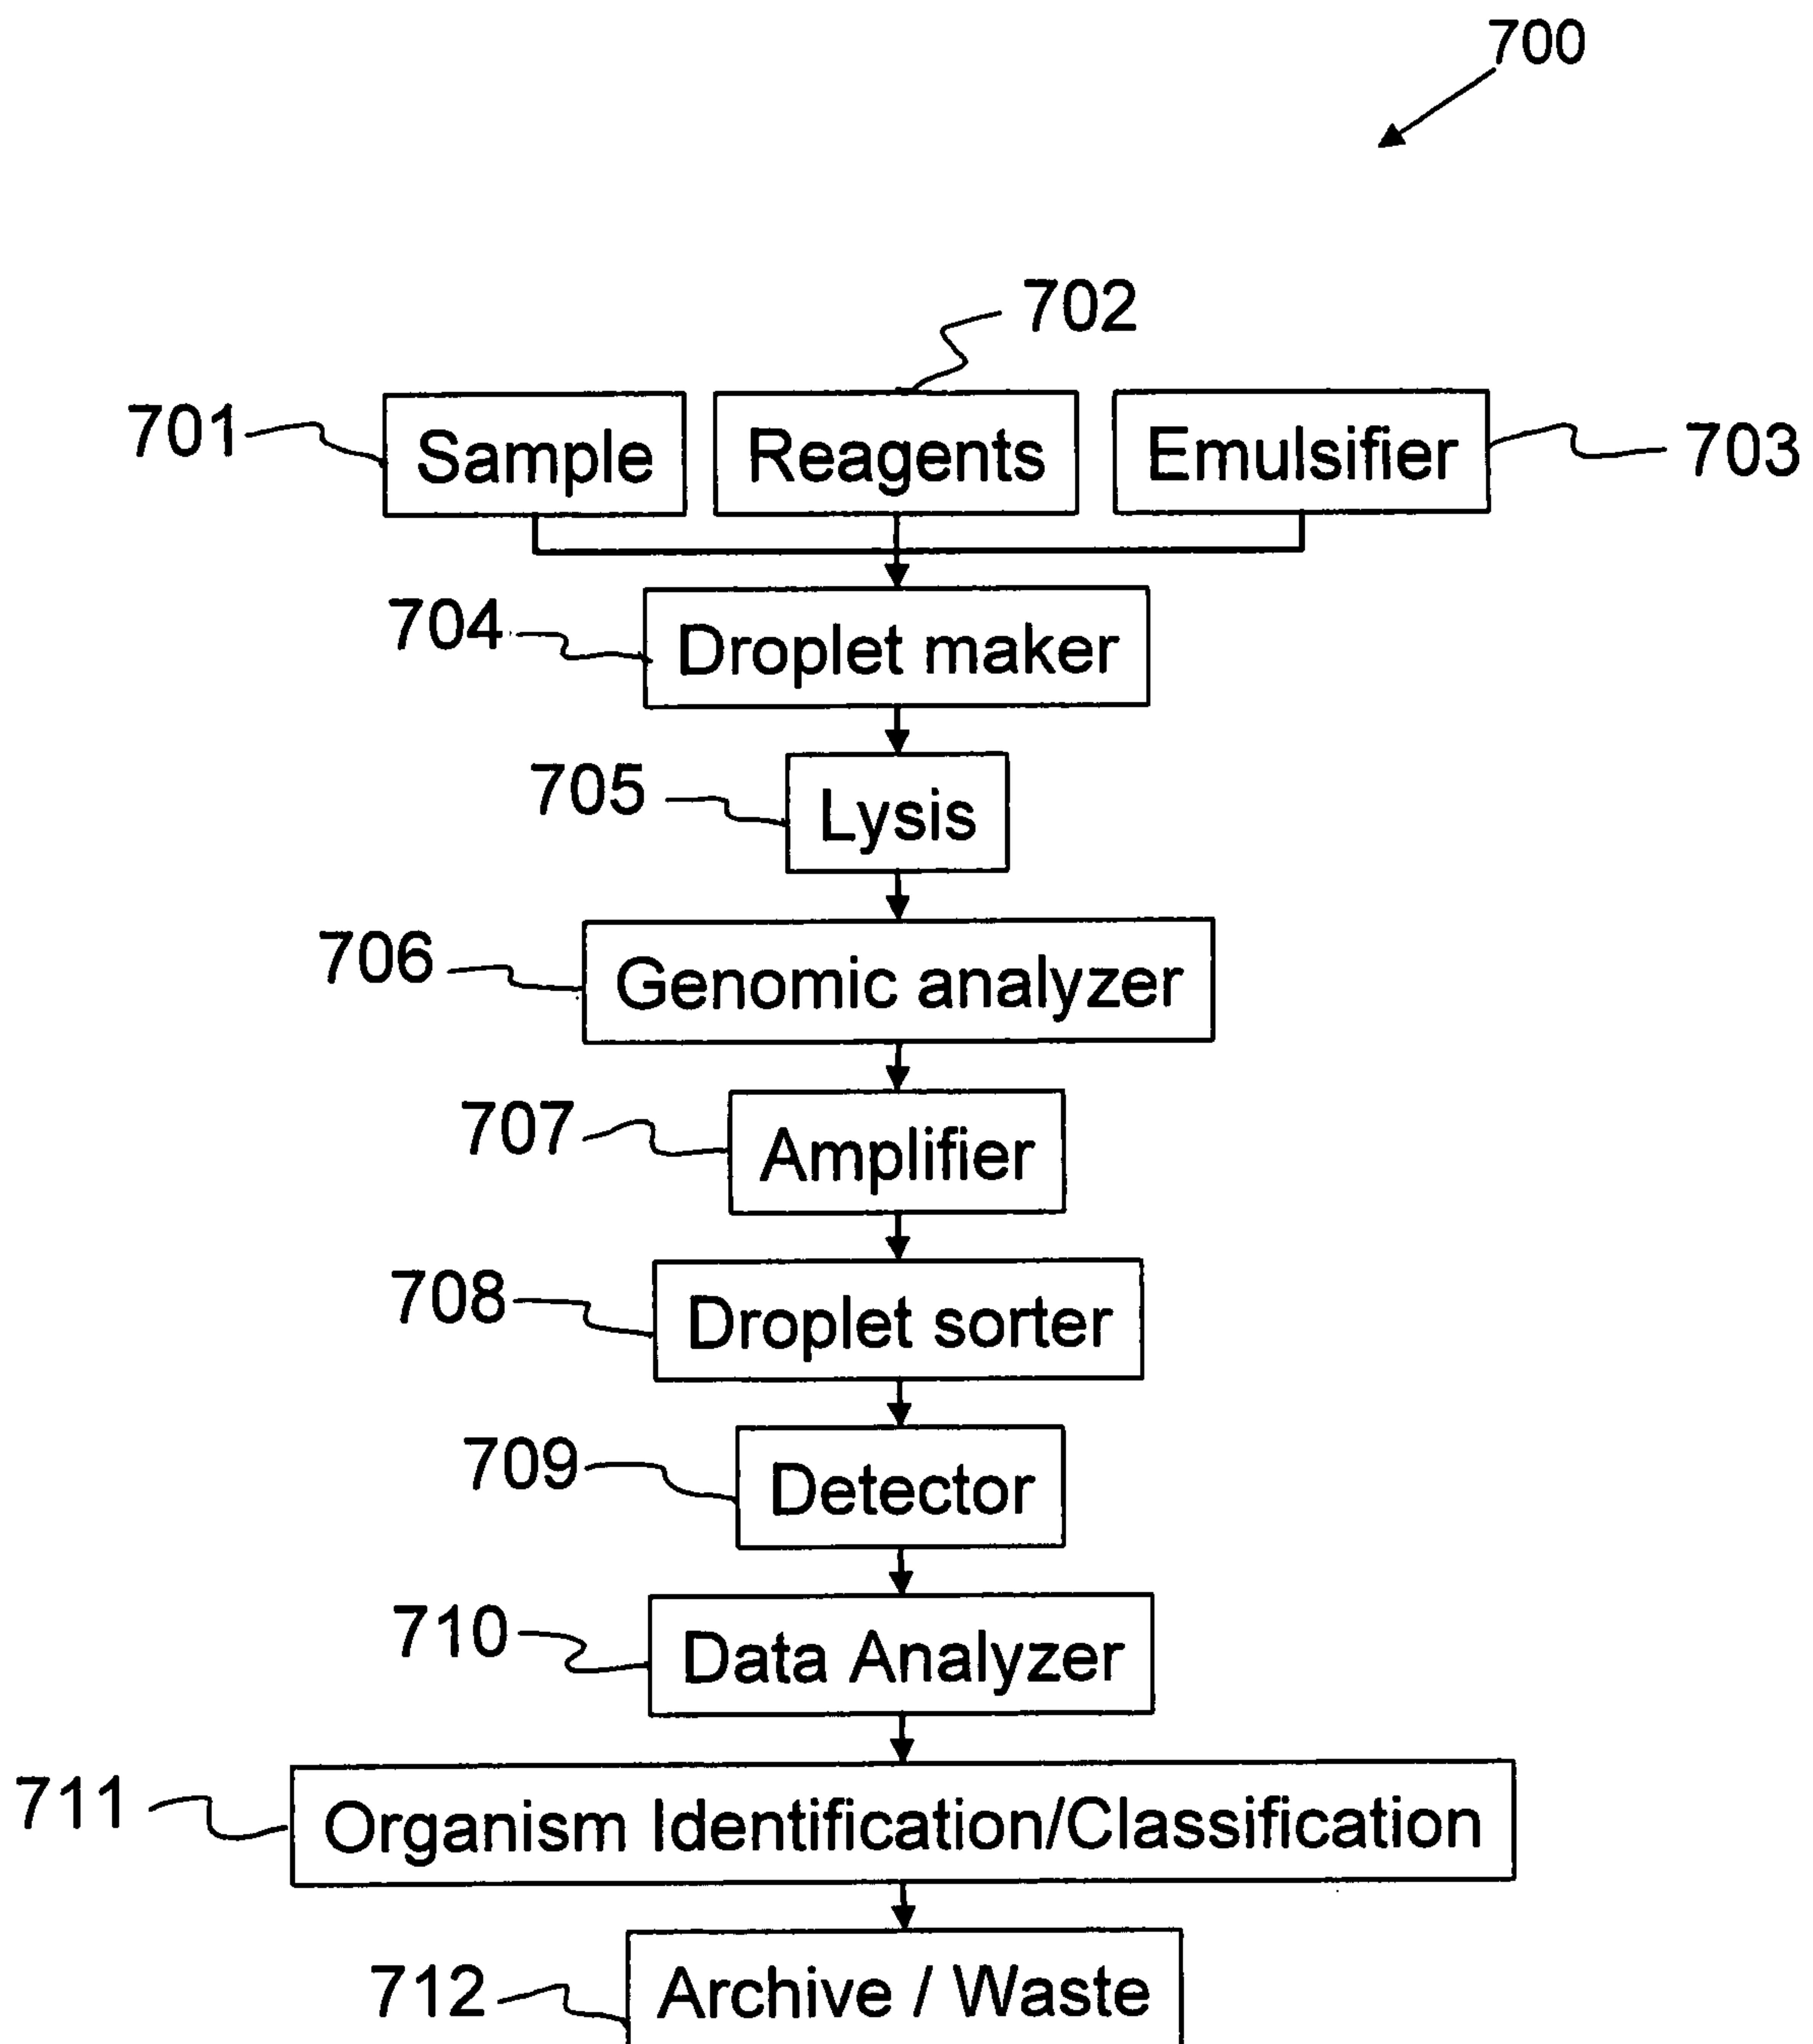 700
702
701 Sample Reagents Emulsifier 703
704 Droplet maker
705 Lysis
706 Genomic analyzer
707 Amplifier
708 Droplet sorter
709 Detector
710 Data Analyzer
711 Organism Identification/Classification
712 Archive / Waste